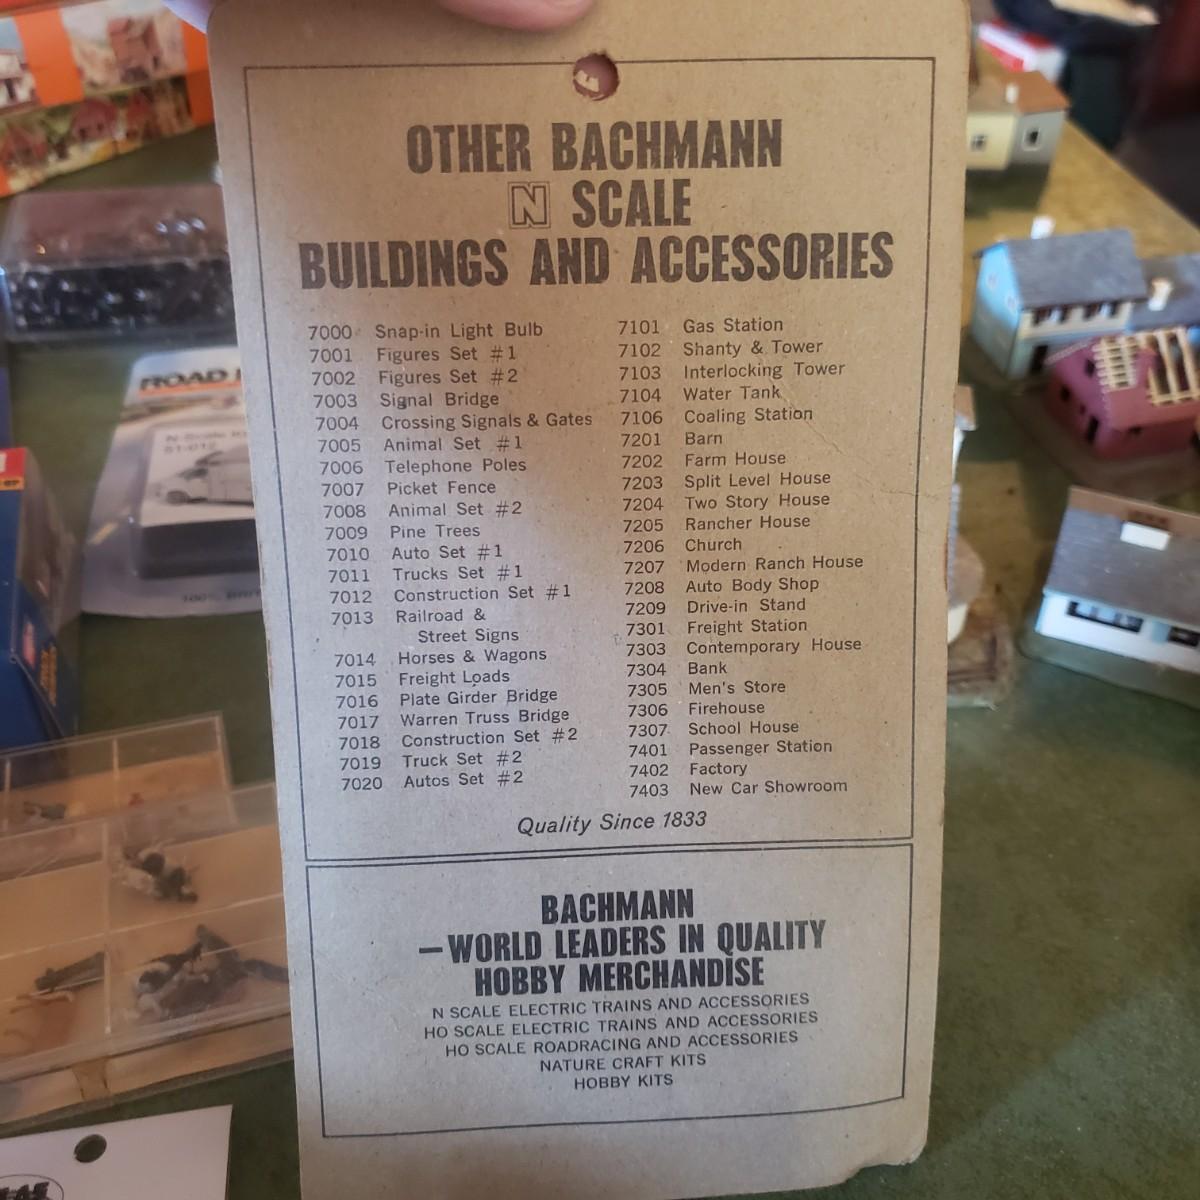 OTHER BACHMANN
N SCALE
BUILDINGS AND ACCESSORIES
7000 Snap-in Light Bulb
7001 Figures Set #1
7002 Figures Set #2
7003 Signal Bridge
7004 Crossing Signals & Gates
7005 Animal Set #1
7006 Telephone Poles
7007 Picket Fence
7008 Animal Set #2
7009 Pine Trees
7010 Auto Set #1
7011 Trucks Set #1
7012 Construction Set #1
7013 Railroad &
Street Signs
7014 Horses & Wagons
7015 Freight Loads
7016 Plate Girder Bridge
7017 Warren Truss Bridge
7018 Construction Set #2
7019 Truck Set #2
7020 Autos Set #2
7101 Gas Station
7102 Shanty & Tower
7103 Interlocking Tower
7104 Water Tank
7106 Coaling Station
7201 Barn
7202 Farm House
7203 Split Level House
7204 Two Story House
7205 Rancher House
7206 Church
7207 Modern Ranch House
7208 Auto Body Shop
7209 Drive-in Stand
7301 Freight Station
7303 Contemporary House
7304 Bank
7305 Men's Store
7306 Firehouse
7307 School House
7401 Passenger Station
7402 Factory
7403 New Car Showroom
Quality Since 1833
BACHMANN
—WORLD LEADERS IN QUALITY
HOBBY MERCHANDISE
N SCALE ELECTRIC TRAINS AND ACCESSORIES
HO SCALE ELECTRIC TRAINS AND ACCESSORIES
HO SCALE ROADRACING AND ACCESSORIES
NATURE CRAFT KITS
HOBBY KITS
ROAD
N-Scale
100%